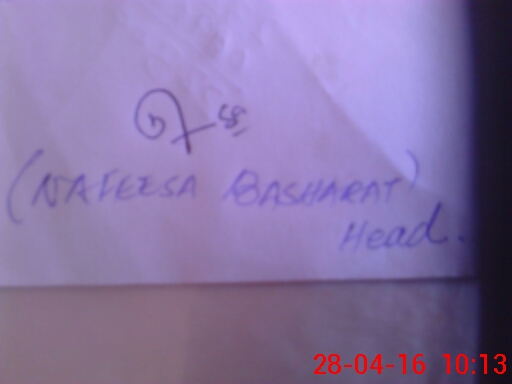 (NAFEESA BASHARAT)
Head.
28-04-16 10:13